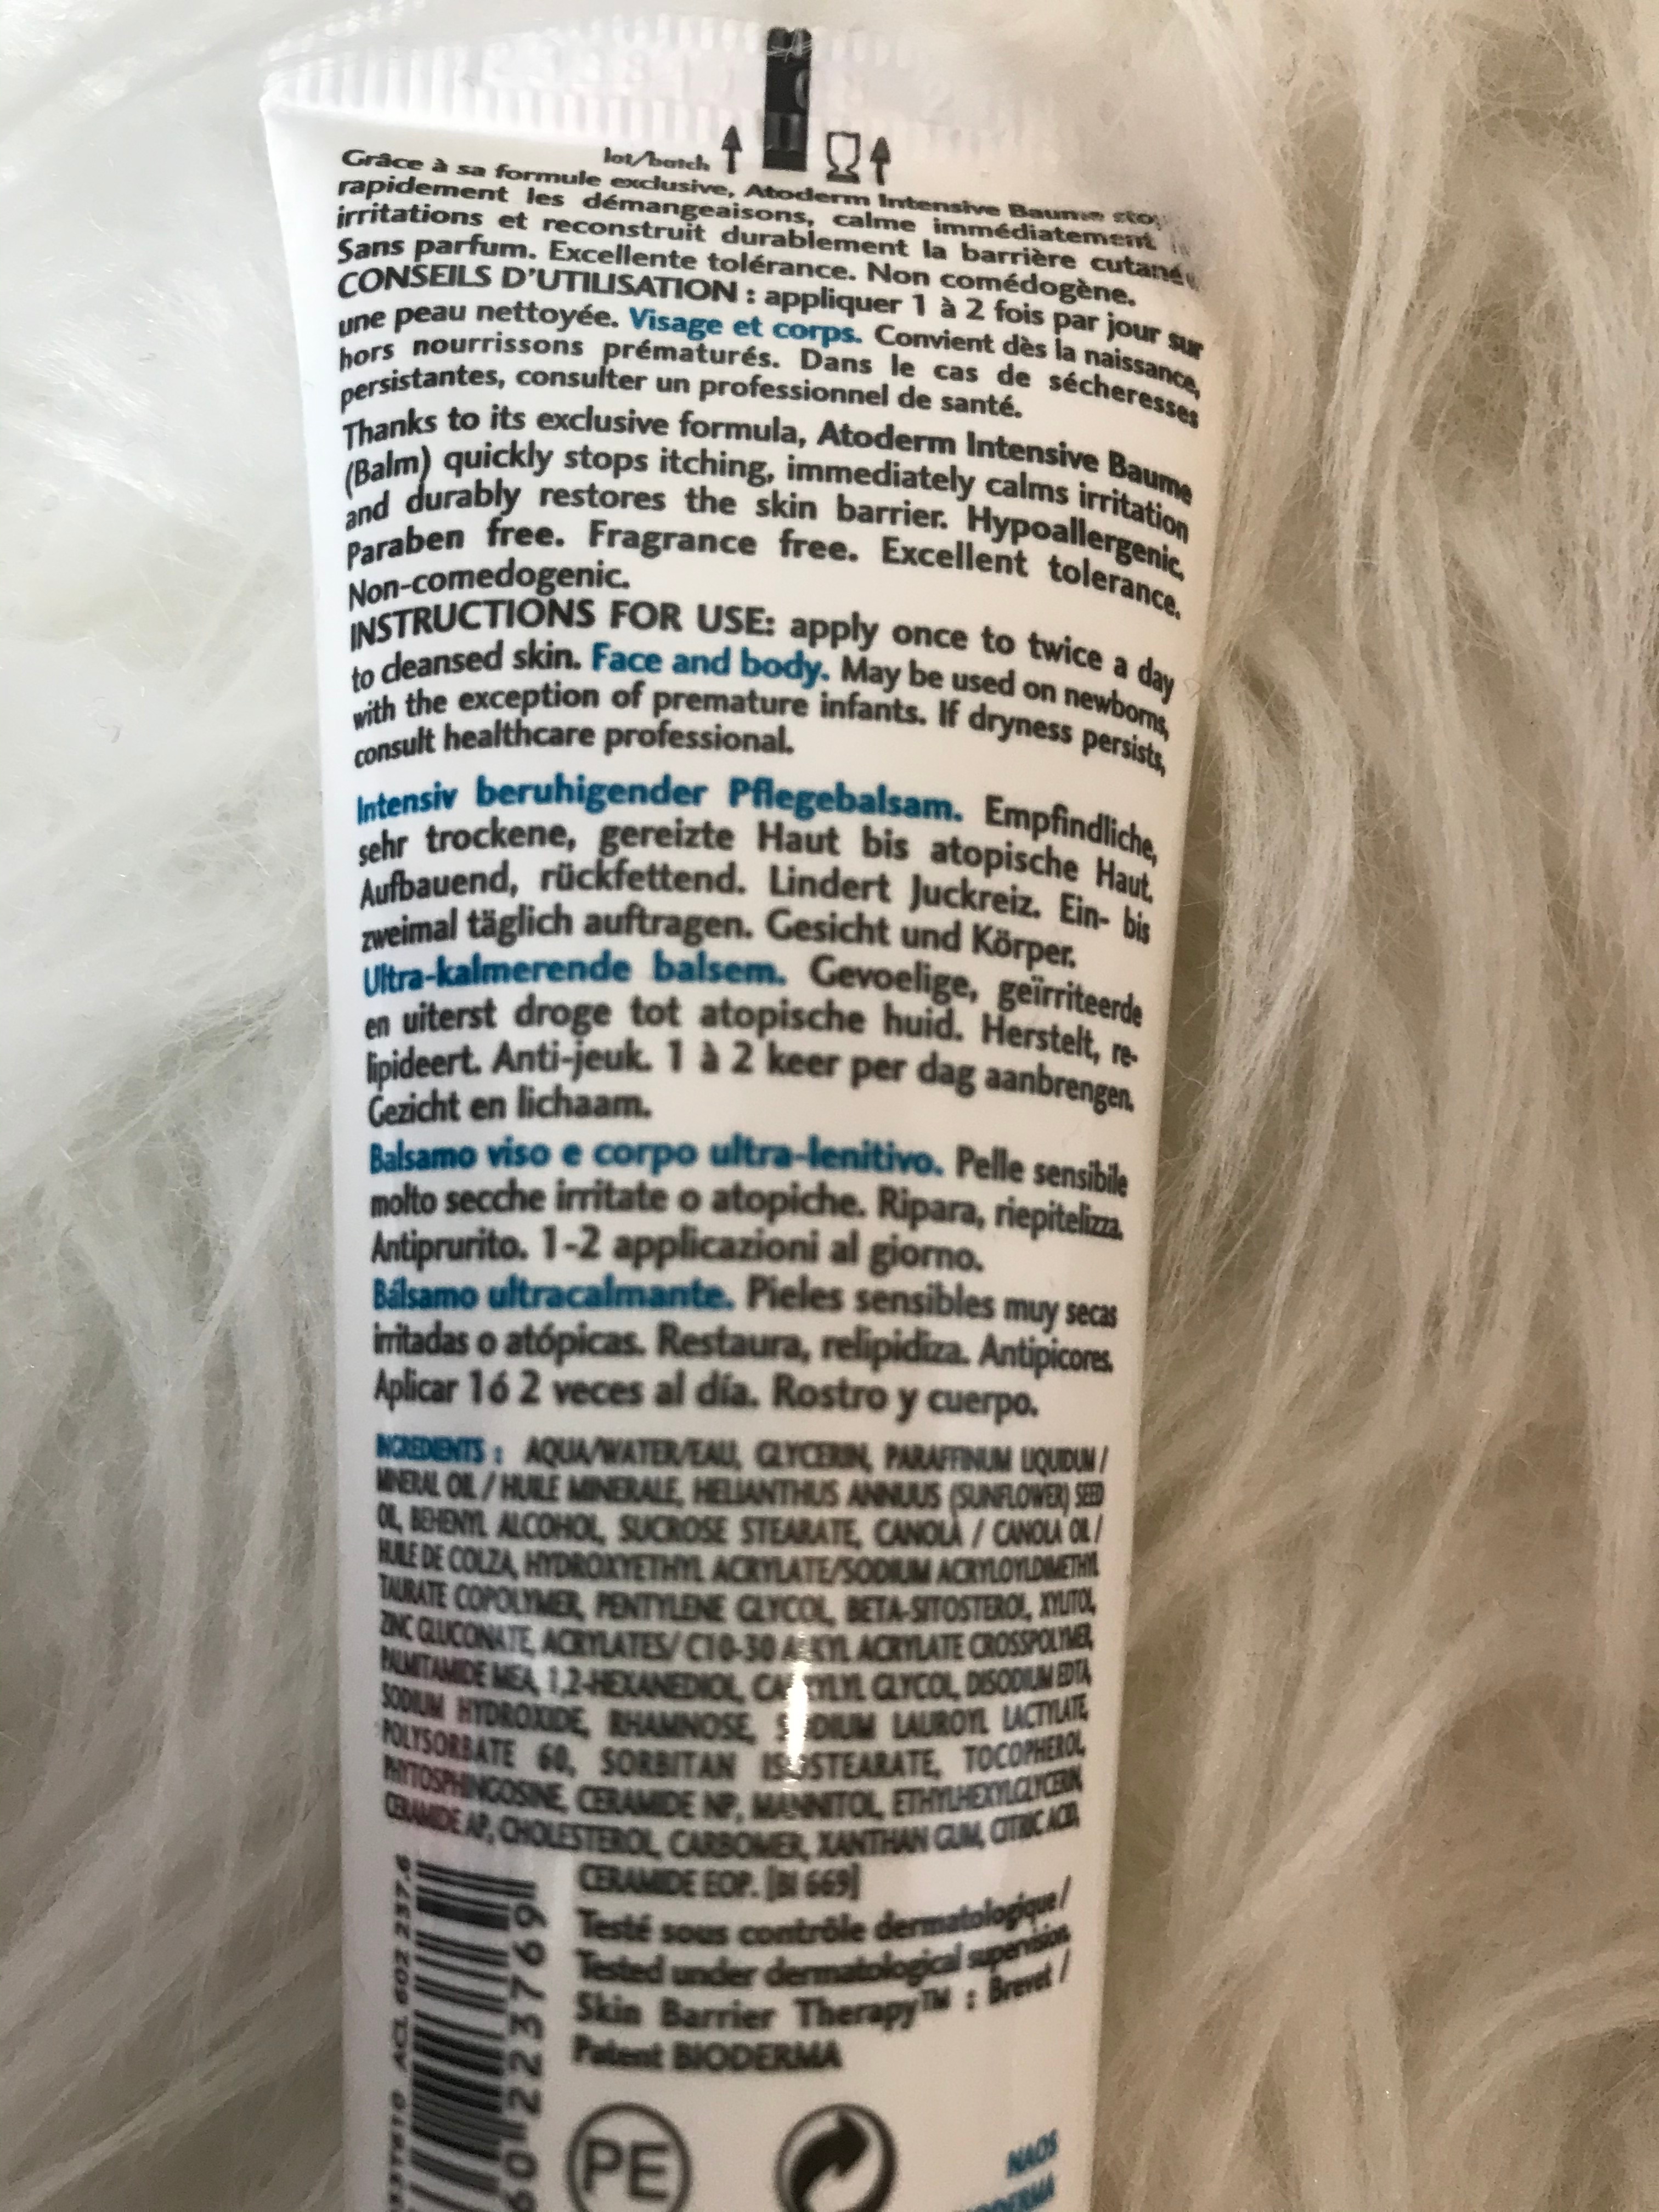 lot/batch
Grâce à sa formule exclusive, Atoderm Intensive Baume
rapidement les démangeaisons, calme immédiatement
irritations et reconstruit durablement la barrière
Sans parfum. Excellente tolérance. Non comédogène.
CONSEILS D'UTILISATION : appliquer 1 à 2 fois par jour sur
une peau nettoyée. Visage et corps. Convient dès la naissance,
hors nourrissons prématurés. Dans le cas de sécheresses
persistantes, consulter un professionnel de santé.
Thanks to its exclusive formula, Atoderm Intensive Baume
(Balm) quickly stops itching, immediately calms irritation
and durably restores the skin barrier. Hypoallergenic.
Paraben free. Fragrance free. Excellent tolerance.
Non-comedogenic.
INSTRUCTIONS FOR USE: apply once to twice a day
to cleansed skin. Face and body. May be used on newborns,
with the exception of premature infants. If dryness persists,
consult healthcare professional.
Intensiv beruhigender Pflegebalsam. Empfindliche,
sehr trockene, gereizte Haut bis atopische Haut.
Aufbauend, rückfettend. Lindert Juckreiz. Ein- bis
zweimal täglich auftragen. Gesicht und Körper.
Ultra-kalmerende balsem. Gevoelige, geïrriteerde
en uiterst droge tot atopische huid. Herstelt, re-
lipideert. Anti-jeuk. 1 à 2 keer per dag aanbrengen.
Gezicht en lichaam.
Balsamo viso e corpo ultra-lenitivo. Pelle sensibile
molto secche irritate o atopiche. Ripara, riepitelizza.
Antiprurito. 1-2 applicazioni al giorno.
Bálsamo ultracalmante. Pieles sensibles muy secas
irritadas o atópicas. Restaura, relipidiza. Antipicores.
Aplicar 1ó 2 veces al día. Rostro y cuerpo.
INGREDIENTS : AQUA/WATER/EAU, GLYCERIN, PARAFFINUM LIQUIDUM /
MINERAL OIL / HUILE MINERALE, HELIANTHUS ANNUUS (SUNFLOWER) SEED
OIL, BEHENYL ALCOHOL, SUCROSE STEARATE, CANOLA / CANOLA OIL /
HUILE DE COLZA, HYDROXYETHYL ACRYLATE/SODIUM ACRYLOYLDIMETHYL
TAURATE COPOLYMER, PENTYLENE GLYCOL, BETA-SITOSTEROL, XYLITOL,
ZINC GLUCONATE, ACRYLATES/ C10-30 ALKYL ACRYLATE CROSSPOLYMER,
PALMITAMIDE MEA, 1,2-HEXANEDIOL, CAPRYLYL GLYCOL, DISODIUM EDTA,
SODIUM HYDROXIDE, RHAMNOSE, SODIUM LAUROYL LACTYLATE,
POLYSORBATE 60, SORBITAN ISOSTEARATE, TOCOPHEROL,
PHYTOSPHINGOSINE, CERAMIDE NP, MANNITOL, ETHYLHEXYLGLYCERIN,
CERAMIDE AP, CHOLESTEROL, CARBOMER, XANTHAN GUM, CITRIC ACID,
CERAMIDE EOP. [BI 669]
Testé sous contrôle dermatologique /
Tested under dermatological supervision
Skin Barrier Therapy™ : Brevet /
Patent BIODERMA
ACL 602 237.6
PE
NAOS